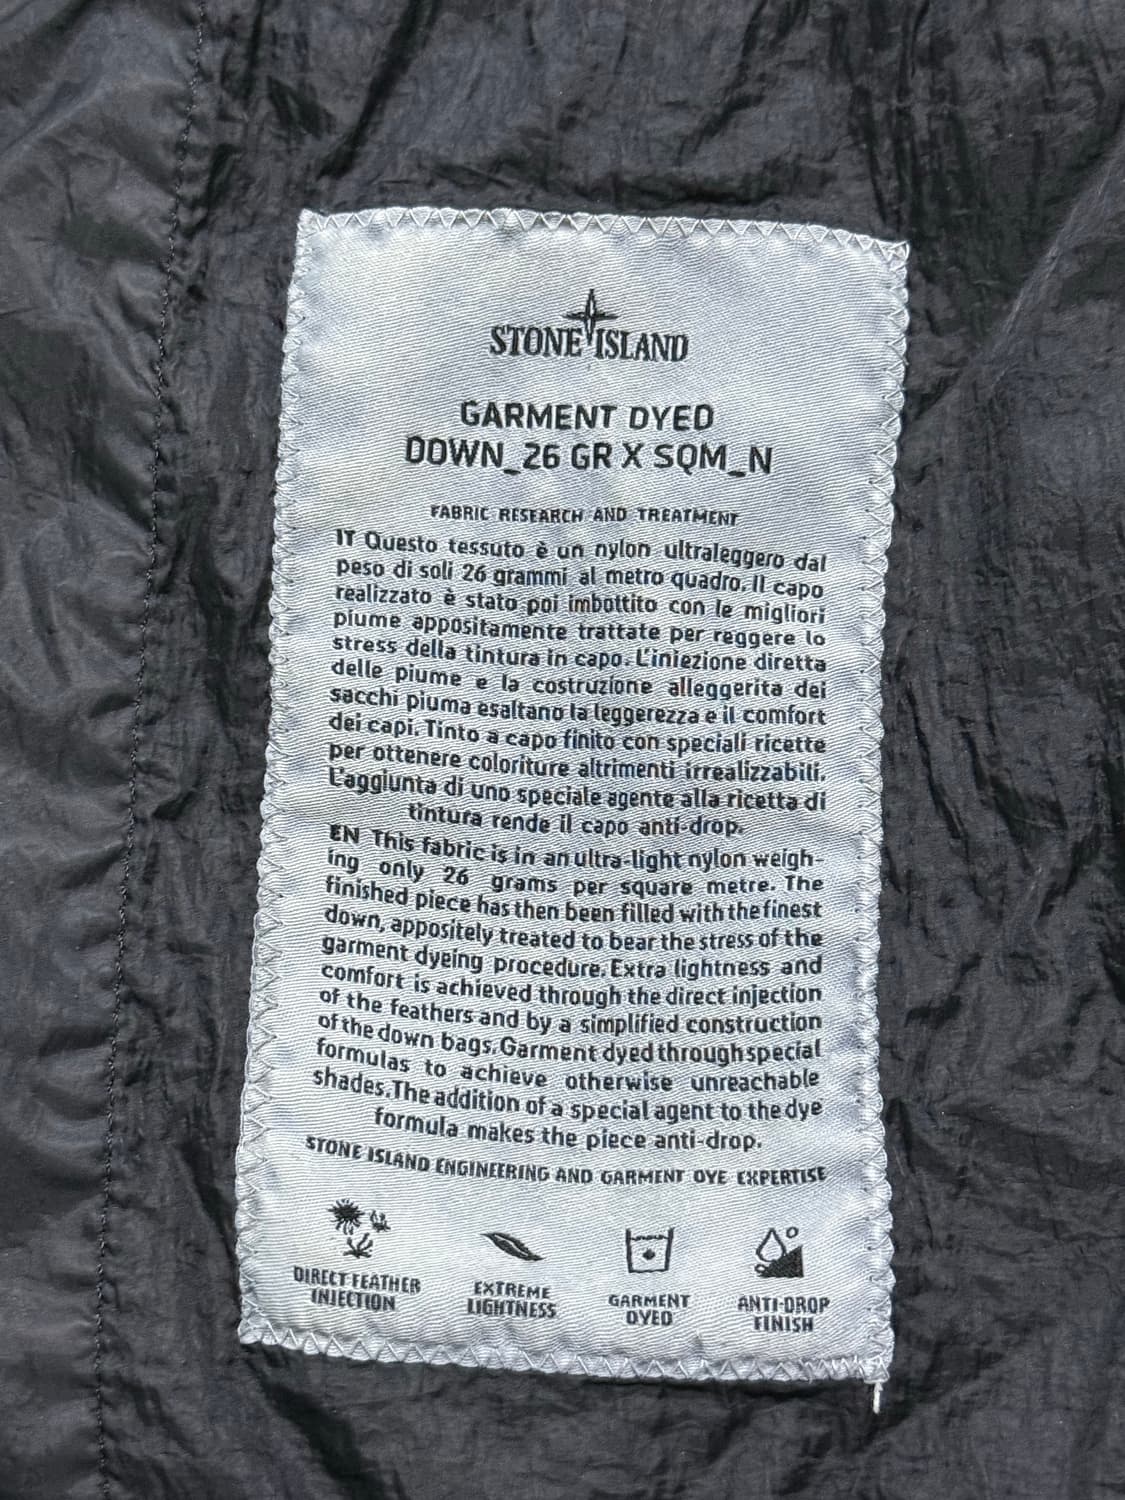 STONE ISLAND
GARMENT DYED
DOWN_26 GR X SQM_N
FABRIC RESEARCH AND TREATMENT
IT Questo tessuto è un nylon ultraleggero dal
peso di soli 26 grammi al metro quadro. Il capo
realizzato è stato poi imbottito con le migliori
piume appositamente trattate per reggere lo
stress della tintura in capo. L'iniezione diretta
delle piume e la costruzione alleggerita dei
sacchi piuma esaltano la leggerezza e il comfort
dei capi. Tinto a capo finito con speciali ricette
per ottenere coloriture altrimenti irrealizzabili.
L'aggiunta di uno speciale agente alla ricetta di
tintura rende il capo anti-drop.
EN This fabric is in an ultra-light nylon weigh-
ing only 26 grams per square metre. The
finished piece has then been filled with the finest
down, appositely treated to bear the stress of the
garment dyeing procedure. Extra lightness and
comfort is achieved through the direct injection
of the feathers and by a simplified construction
of the down bags. Garment dyed through special
formulas to achieve otherwise unreachable
shades. The addition of a special agent to the dye
formula makes the piece anti-drop.
STONE ISLAND ENGINEERING AND GARMENT DYE EXPERTISE
DIRECT FEATHER
INJECTION
EXTREME
LIGHTNESS
GARMENT
DYED
ANTI-DROP
FINISH